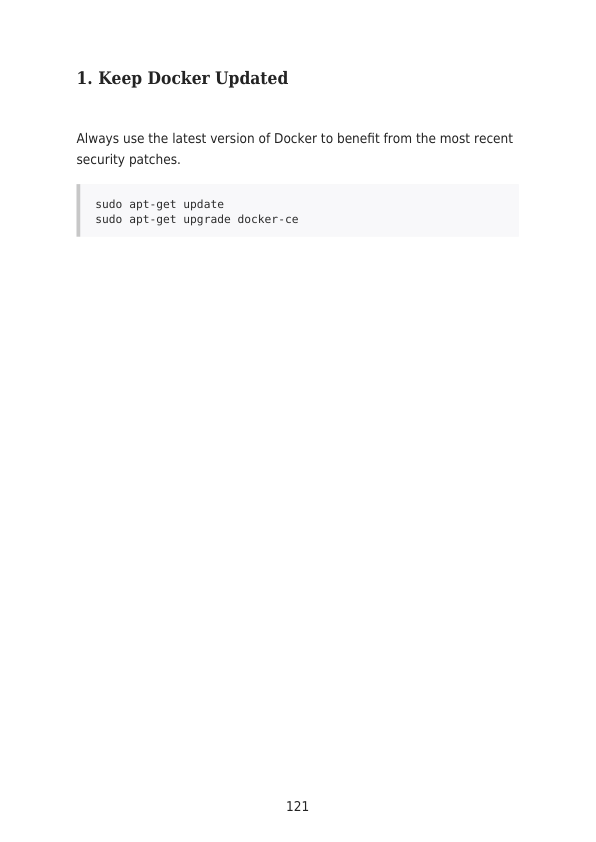 1. Keep Docker Updated
Always use the latest version of Docker to benefit from the most recent
security patches.
sudo apt-get update
sudo apt-get upgrade docker-ce
121